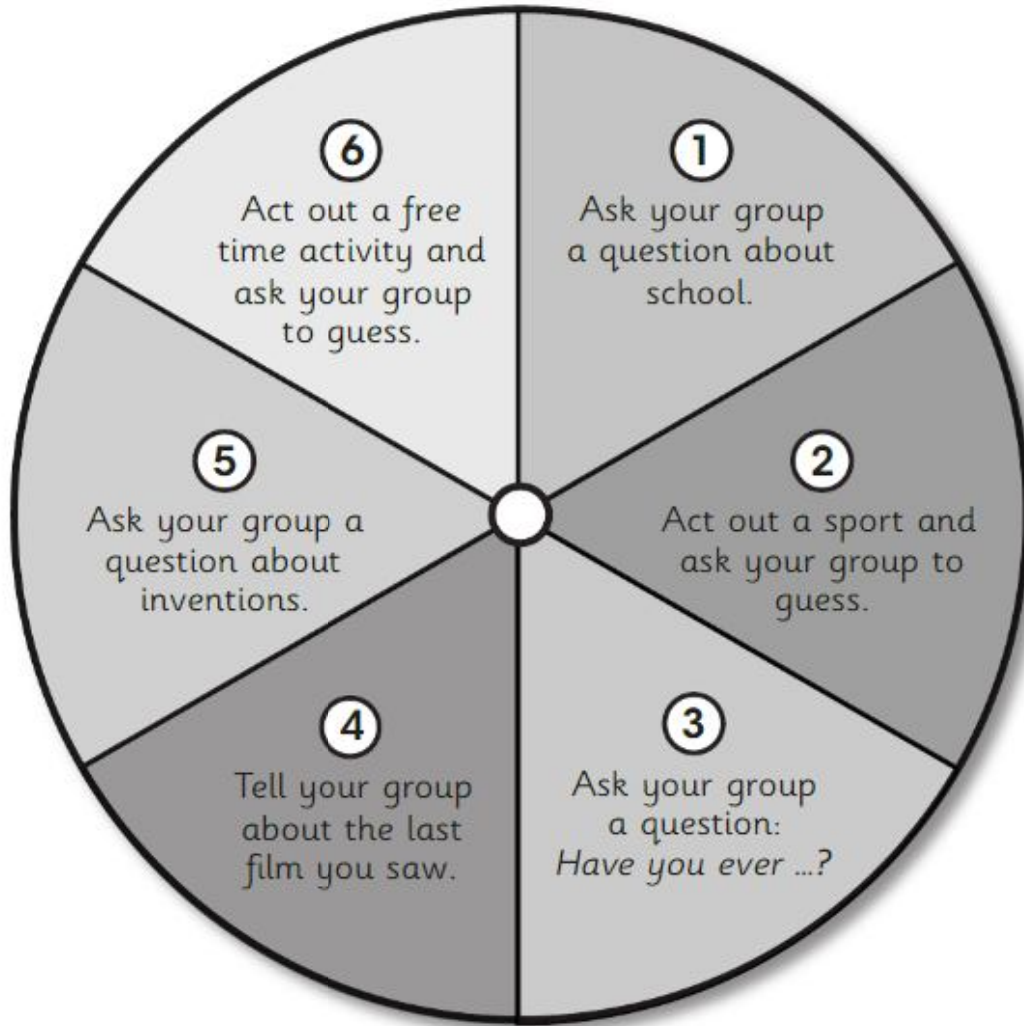 1
Ask your group
a question about
school.
2
Act out a sport and
ask your group to
guess.
3
Ask your group
a question:
Have you ever ...?
4
Tell your group
about the last
film you saw.
5
Ask your group a
question about
inventions.
6
Act out a free
time activity and
ask your group
to guess.